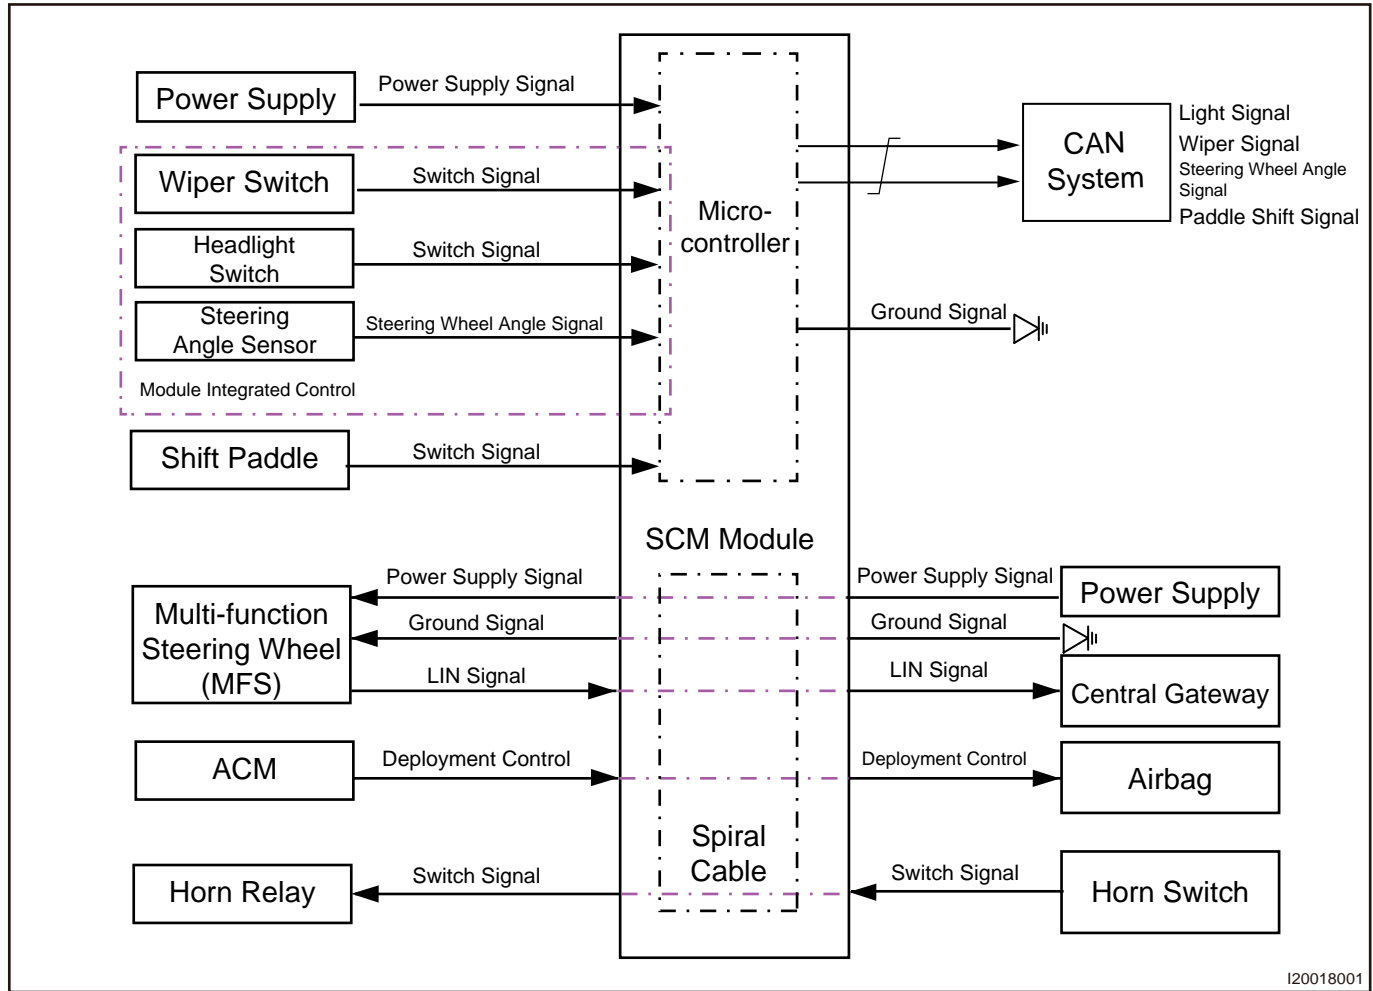 Power Supply
Power Supply Signal
Wiper Switch
Switch Signal
Headlight
Switch
Switch Signal
Steering
Angle Sensor
Steering Wheel Angle Signal
Module Integrated Control
Shift Paddle
Switch Signal
Micro-
controller
CAN
System
Light Signal
Wiper Signal
Steering Wheel Angle
Signal
Paddle Shift Signal
Ground Signal
SCM Module
Multi-function
Steering Wheel
(MFS)
Power Supply Signal
Ground Signal
LIN Signal
Power Supply Signal
Power Supply
Ground Signal
LIN Signal
Central Gateway
ACM
Deployment Control
Deployment Control
Airbag
Spiral
Cable
Horn Relay
Switch Signal
Switch Signal
Horn Switch
I20018001